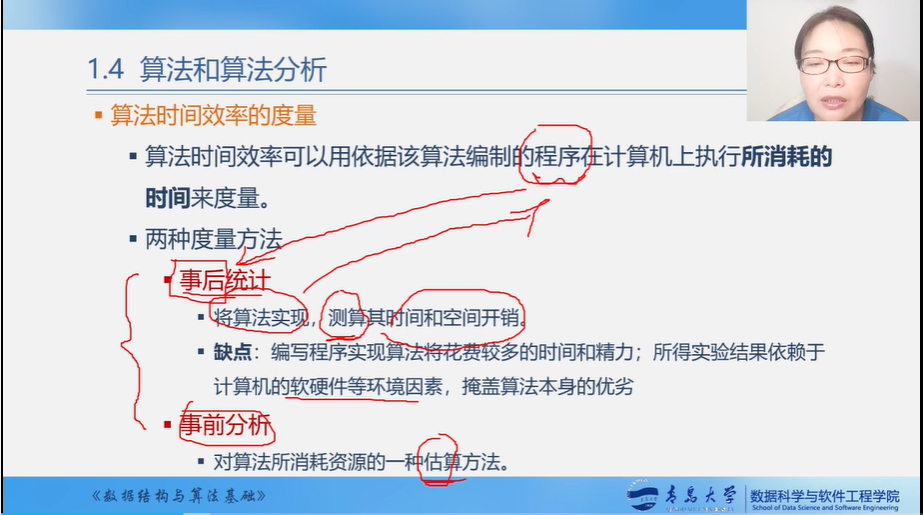 1.4 算法和算法分析
▪ 算法时间效率的度量
▪ 算法时间效率可以用依据该算法编制的程序在计算机上执行所消耗的
时间来度量。
▪ 两种度量方法
▪ 事后统计
▪ 将算法实现，测算其时间和空间开销。
▪ 缺点：编写程序实现算法将花费较多的时间和精力；所得实验结果依赖于
计算机的软硬件等环境因素，掩盖算法本身的优劣
▪ 事前分析
▪ 对算法所消耗资源的一种估算方法。
《数据结构与算法基础》
青岛大学
数据科学与软件工程学院
School of Data Science and Software Engineering